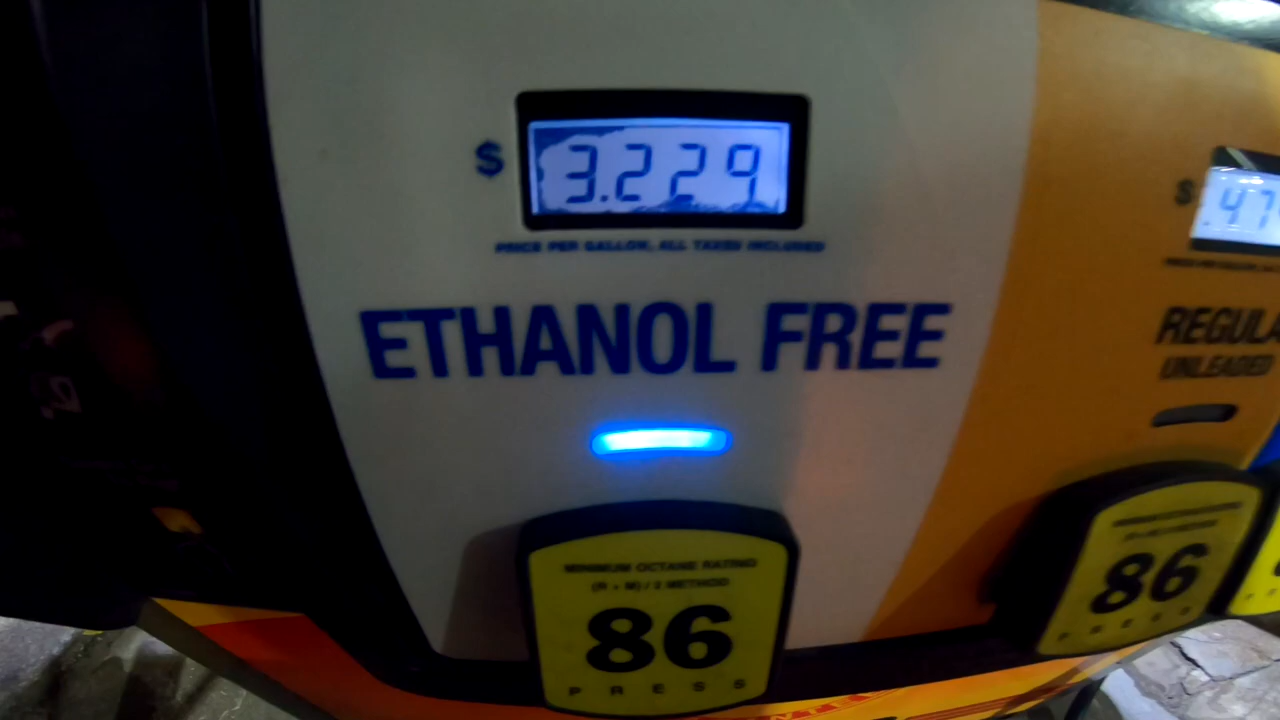 $ 3.229
PRICE PER GALLON, ALL TAXES INCLUDED
ETHANOL FREE
MINIMUM OCTANE RATING
(R + M) / 2 METHOD
86
PRESS
$ .47
REGULA
UNLEADED
86
PRESS